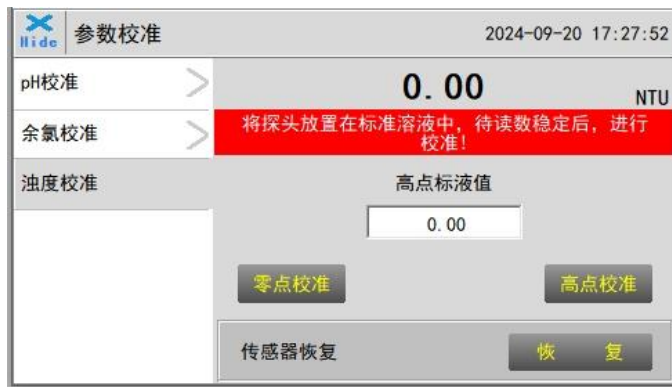 Hide 参数校准 2024-09-20 17:27:52
pH校准
余氯校准
浊度校准
0.00 NTU
将探头放置在标准溶液中, 待读数稳定后, 进行
校准!
高点标液值
0.00
零点校准 高点校准
传感器恢复 恢 复